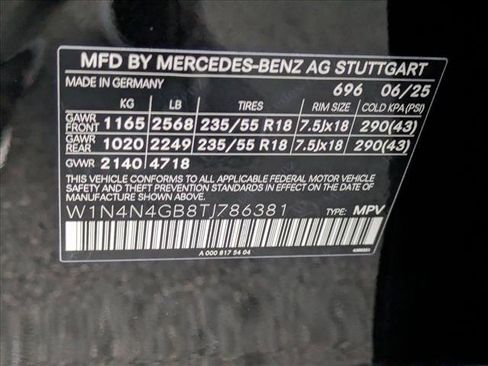 MFD BY MERCEDES-BENZ AG STUTTGART
MADE IN GERMANY 696 06/25
KG LB TIRES RIM SIZE COLD KPA (PSI)
GAWR FRONT 1165 2568 235/55 R18 7.5Jx18 290(43)
GAWR REAR 1020 2249 235/55 R18 7.5Jx18 290(43)
GVWR 2140 4718
THIS VEHICLE CONFORMS TO ALL APPLICABLE FEDERAL MOTOR VEHICLE
SAFETY AND THEFT PREVENTION STANDARDS IN EFFECT ON THE DATE OF
MANUFACTURE SHOWN ABOVE.
W1N4N4GB8TJ786381 TYPE: MPV
A 000 817 54 04